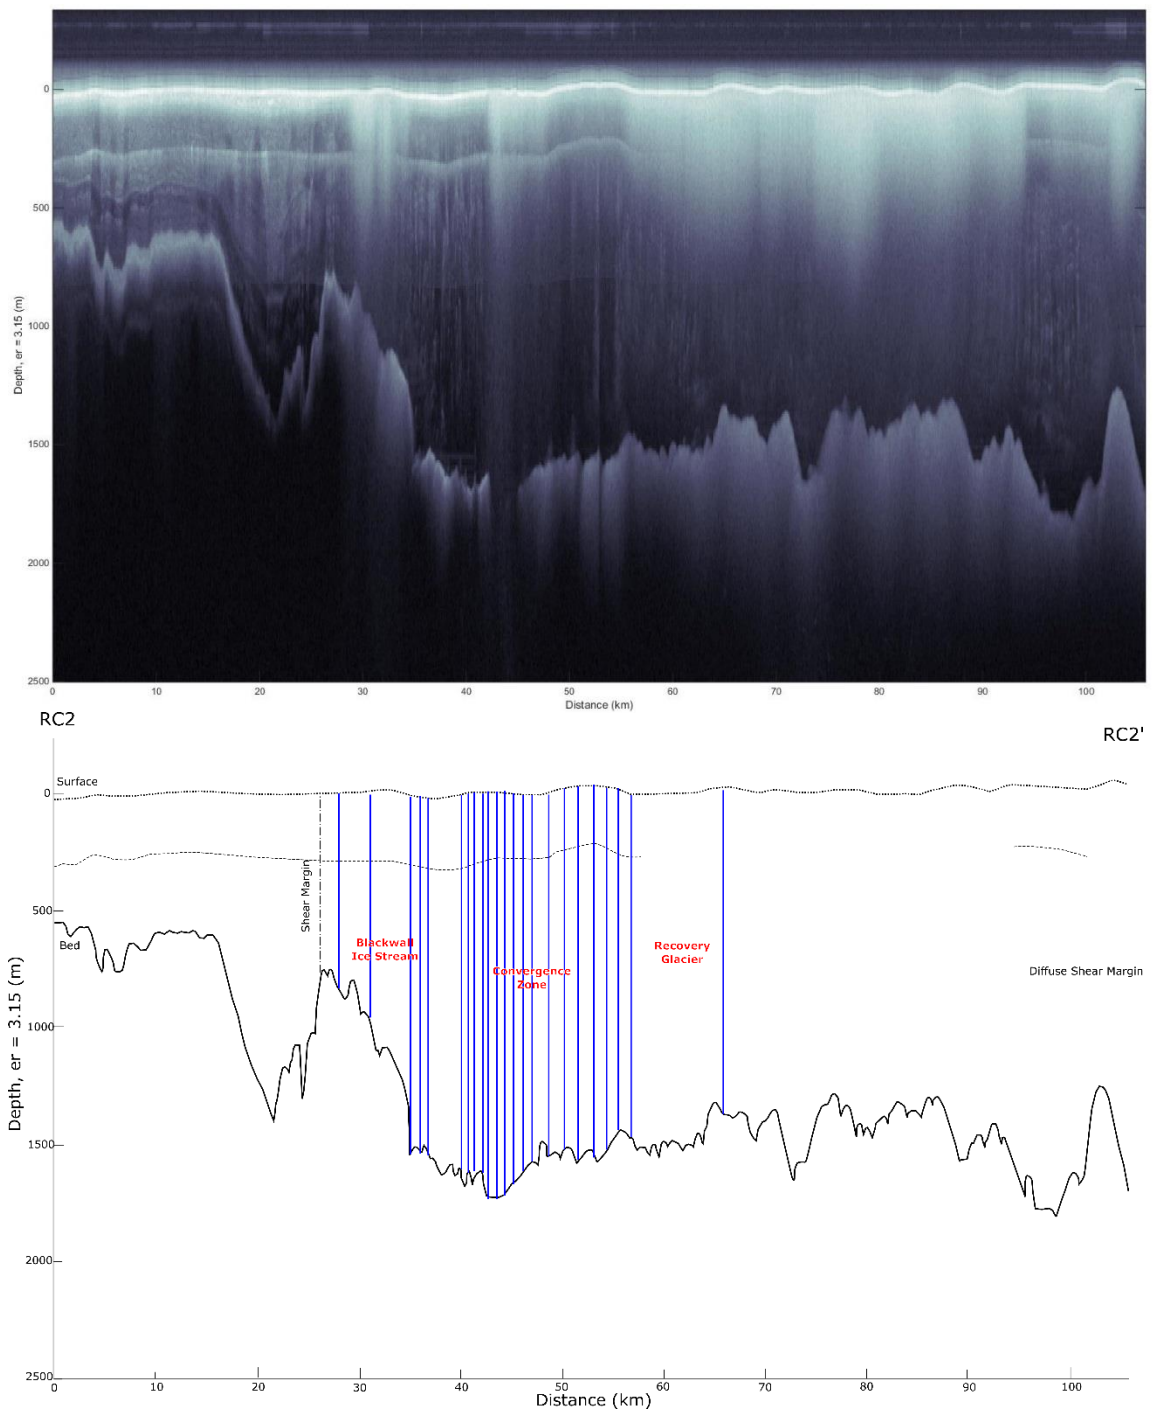 0
500
1000
1500
2000
2500
Depth, er = 3.15 (m)
0 10 20 30 40 50 60 70 80 90 100
Distance (km)
RC2
RC2'
Surface
0
Shear Margin
500
Bed
Blackwall
Ice Stream
Convergence
Zone
Recovery
Glacier
Diffuse Shear Margin
1000
1500
2000
2500
Depth, er = 3.15 (m)
0 10 20 30 40 50 60 70 80 90 100
Distance (km)